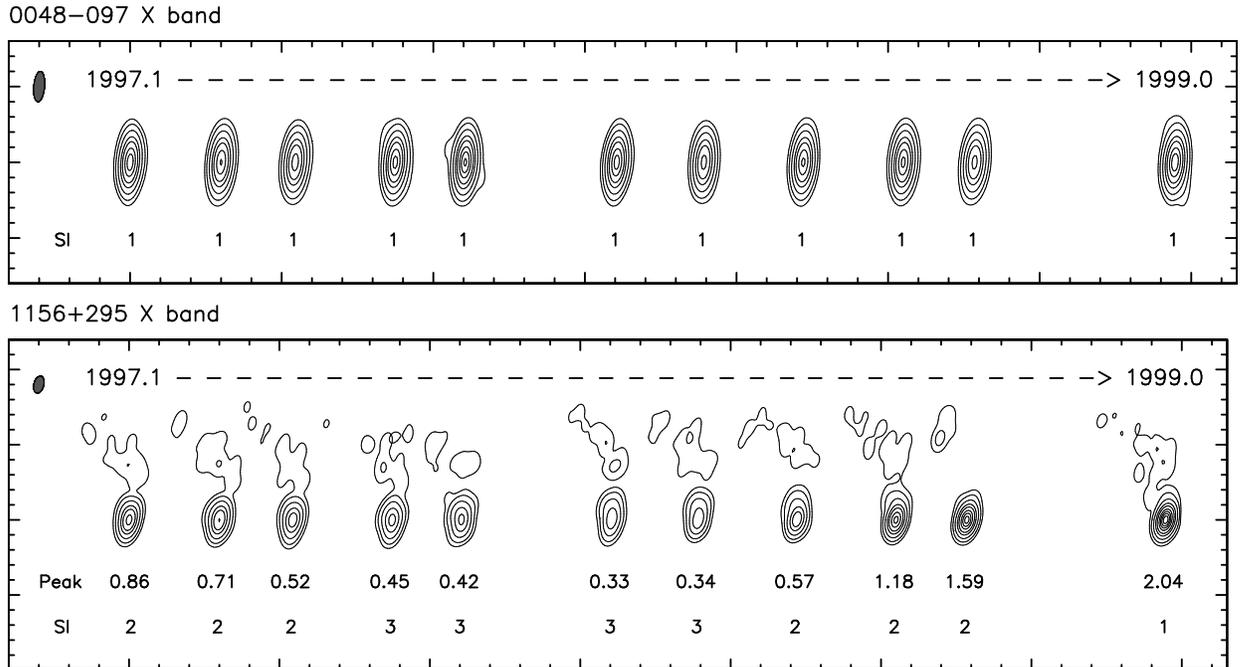 0048−097 X band
1997.1 − − − − − − − − − − − − − − − − − − − − − − − − − − − −> 1999.0
SI 1 1 1 1 1 1 1 1 1 1 1
1156+295 X band
1997.1 − − − − − − − − − − − − − − − − − − − − − − − − − − − −> 1999.0
Peak 0.86 0.71 0.52 0.45 0.42 0.33 0.34 0.57 1.18 1.59 2.04
SI 2 2 2 3 3 3 3 2 2 2 1